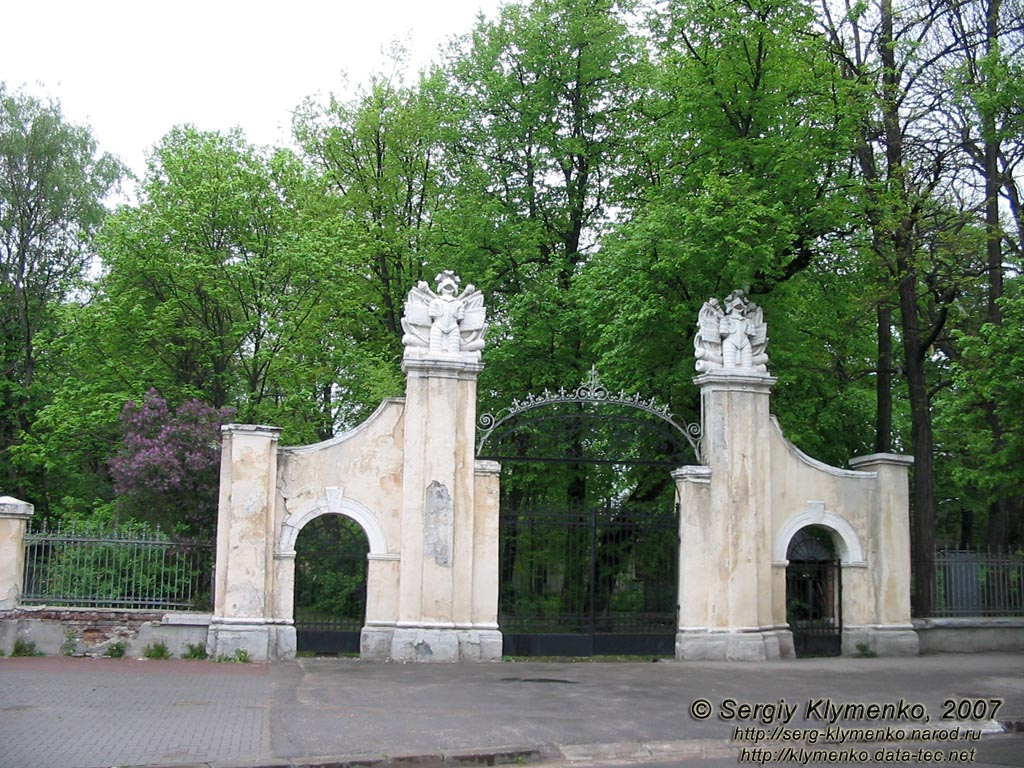 © Sergiy Klymenko, 2007
http://serg-klymenko.narod.ru
http://klymenko.data-tec.net